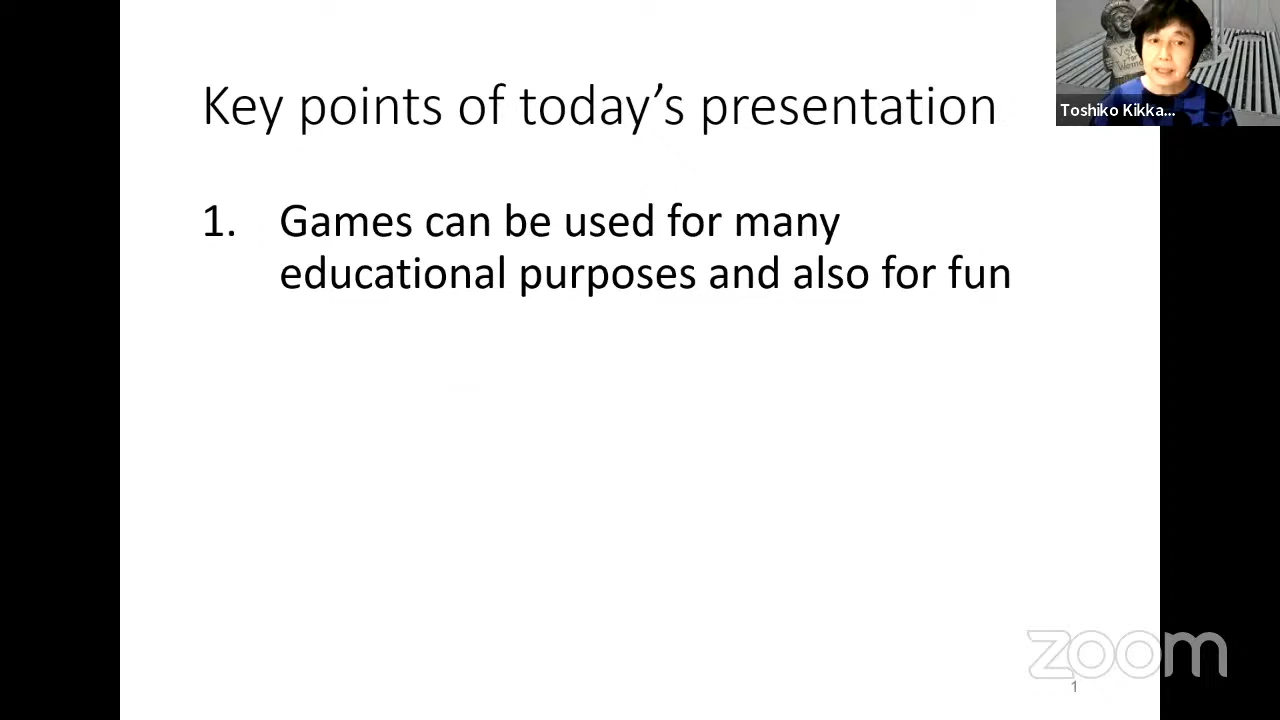 Key points of today's presentation
Toshiko Kikka...
1. Games can be used for many
educational purposes and also for fun
zoom
1